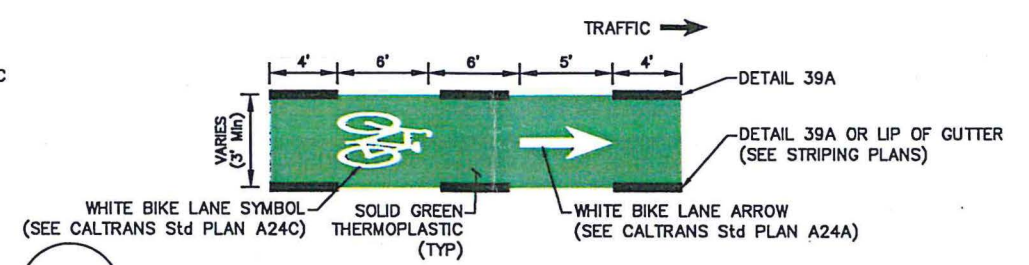 TRAFFIC
C
4' 6' 6' 5' 4'
DETAIL 39A
VARIES
(3' Min)
DETAIL 39A OR LIP OF GUTTER
(SEE STRIPING PLANS)
WHITE BIKE LANE SYMBOL
(SEE CALTRANS Std PLAN A24C)
SOLID GREEN
THERMOPLASTIC
(TYP)
WHITE BIKE LANE ARROW
(SEE CALTRANS Std PLAN A24A)